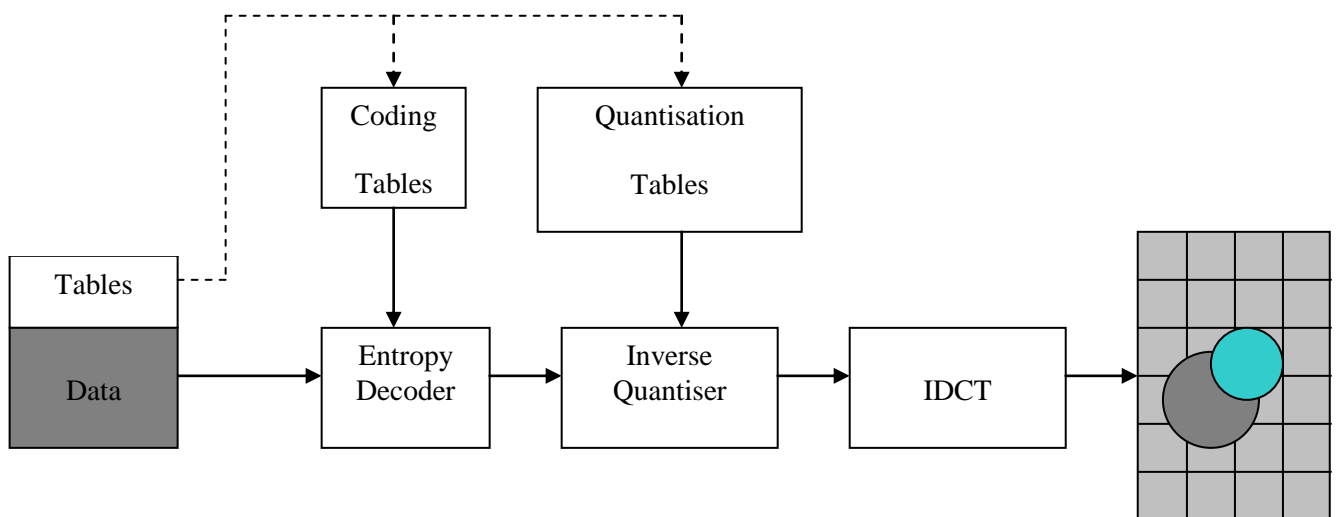 Coding
Tables
Quantisation
Tables
Tables
Data
Entropy
Decoder
Inverse
Quantiser
IDCT